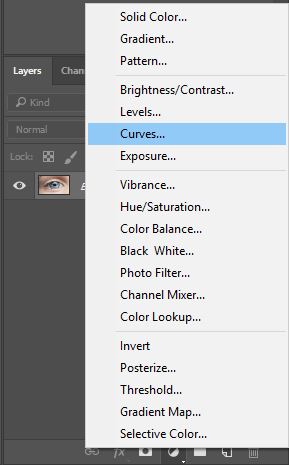 Solid Color...
Gradient...
Pattern...
Layers Chan
Brightness/Contrast...
Kind
Levels...
Normal
Curves...
Lock:
Exposure...
Vibrance...
Hue/Saturation...
Color Balance...
Black  White...
Photo Filter...
Channel Mixer...
Color Lookup...
Invert
Posterize...
Threshold...
Gradient Map...
Selective Color...
fx